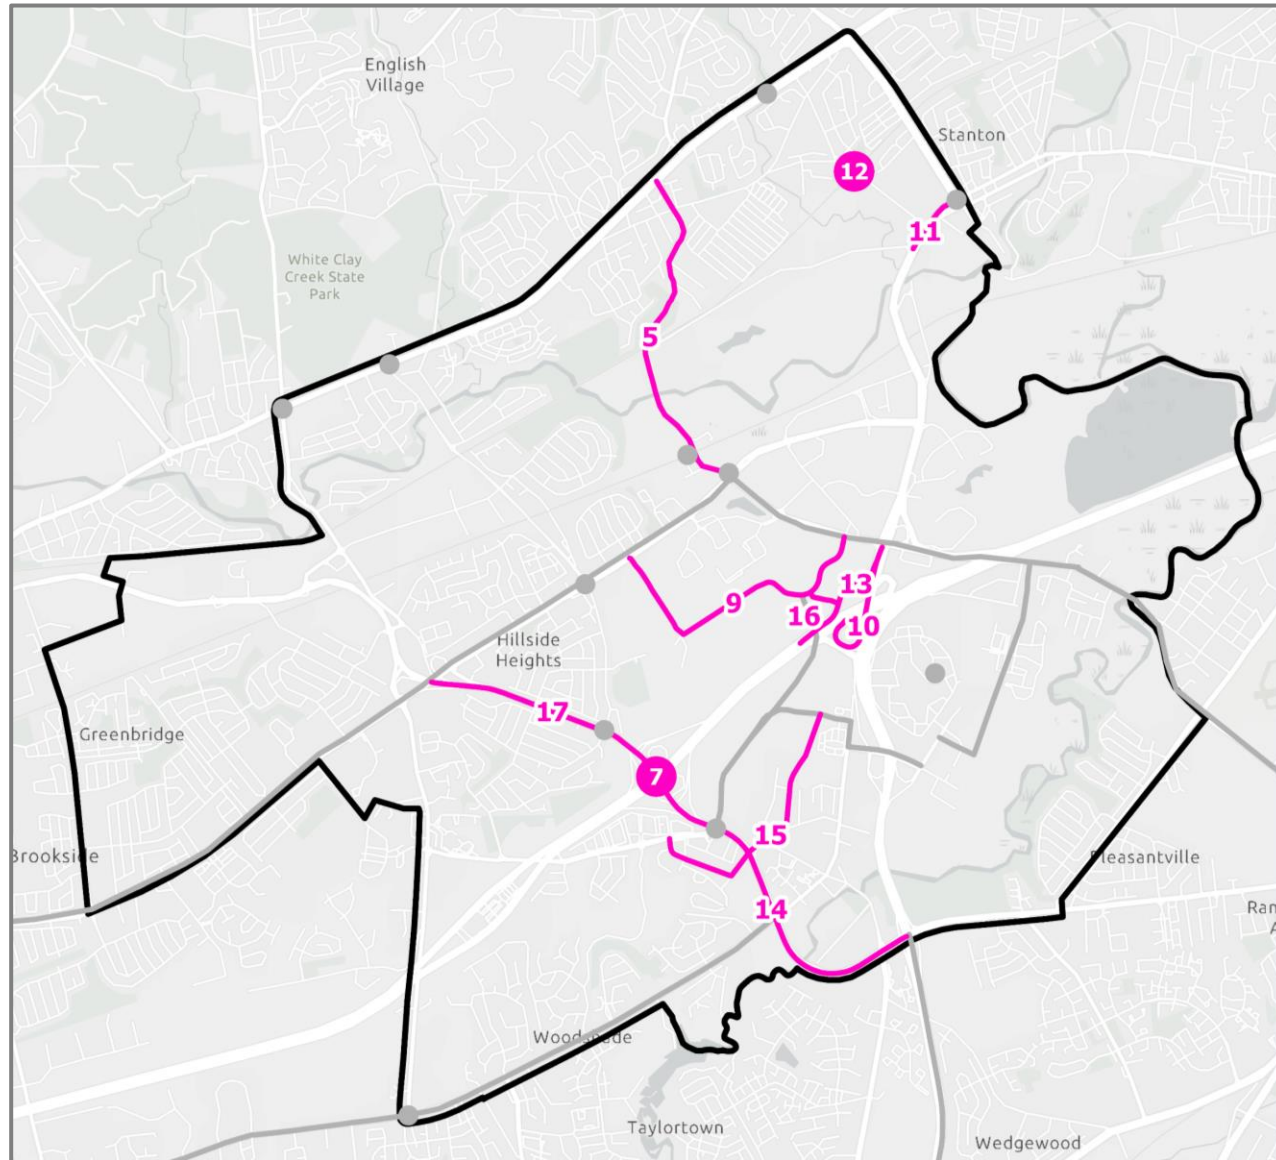 English
Village
Stanton
12
11
White Clay
Creek State
Park
5
13
9
16
10
Hillside
Heights
17
Greenbridge
7
15
Brookside
Pleasantville
14
Woodshade
Taylortown
Wedgewood